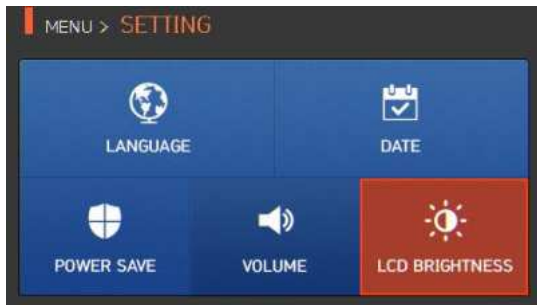 MENU > SETTING
LANGUAGE
DATE
POWER SAVE
VOLUME
LCD BRIGHTNESS